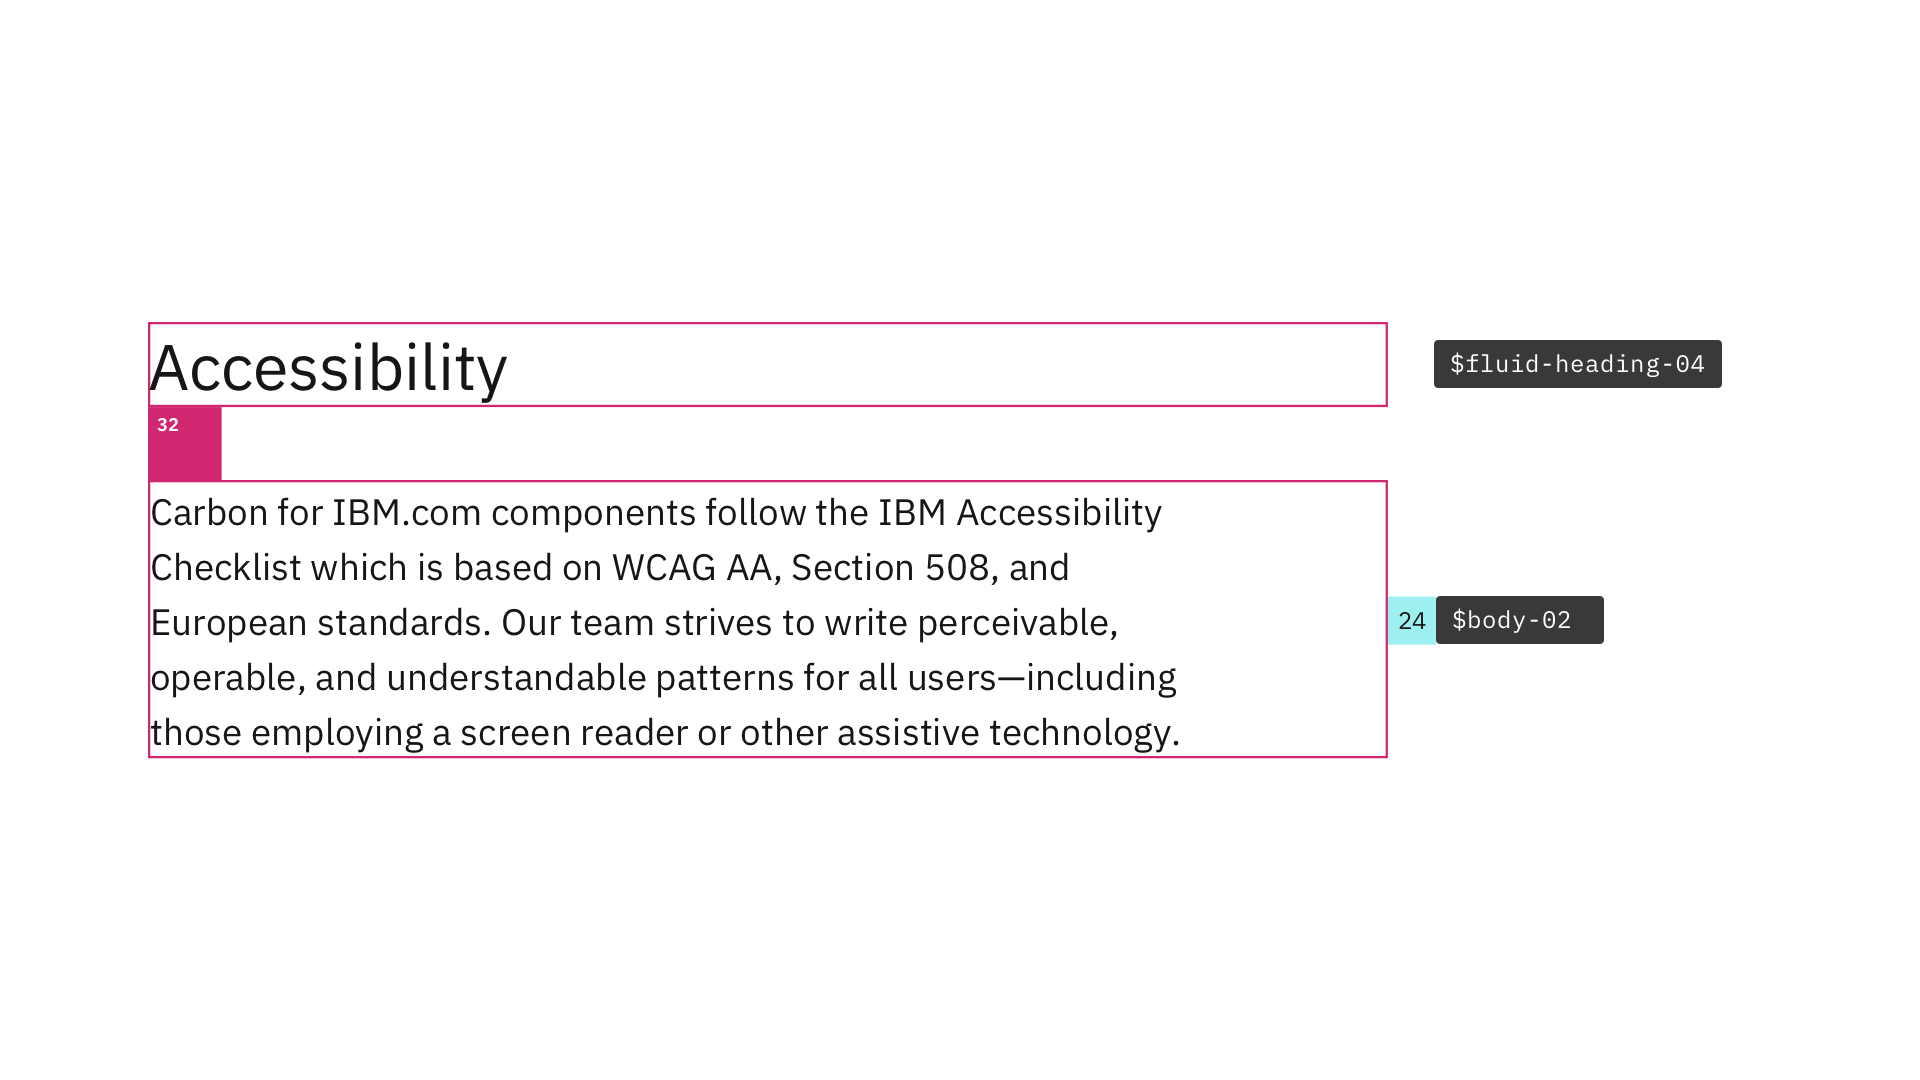 Accessibility
$fluid-heading-04
32
Carbon for IBM.com components follow the IBM Accessibility
Checklist which is based on WCAG AA, Section 508, and
European standards. Our team strives to write perceivable,
operable, and understandable patterns for all users—including
those employing a screen reader or other assistive technology.
24
$body-02